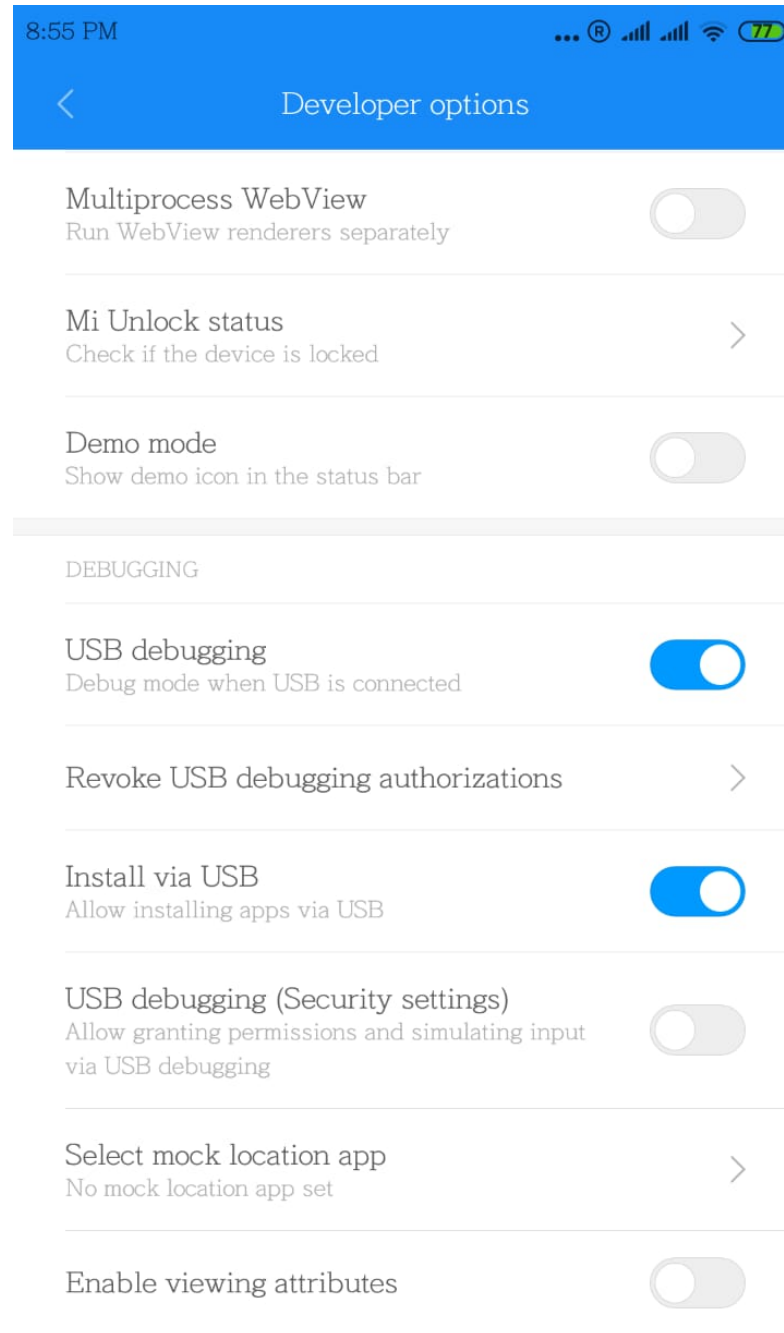 8:55 PM ... ® 77
Developer options
Multiprocess WebView
Run WebView renderers separately
Mi Unlock status
Check if the device is locked
Demo mode
Show demo icon in the status bar
DEBUGGING
USB debugging
Debug mode when USB is connected
Revoke USB debugging authorizations
Install via USB
Allow installing apps via USB
USB debugging (Security settings)
Allow granting permissions and simulating input
via USB debugging
Select mock location app
No mock location app set
Enable viewing attributes